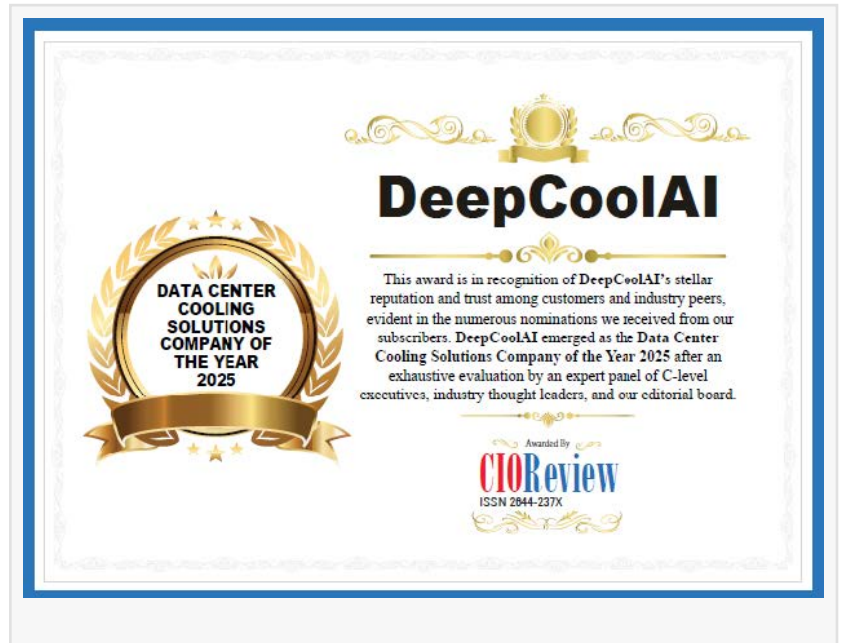 DeepCoolAI
DATA CENTER
COOLING
SOLUTIONS
COMPANY OF
THE YEAR
2025
This award is in recognition of DeepCoolAI's stellar
reputation and trust among customers and industry peers,
evident in the numerous nominations we received from our
subscribers. DeepCoolAI emerged as the Data Center
Cooling Solutions Company of the Year 2025 after an
exhaustive evaluation by an expert panel of C-level
executives, industry thought leaders, and our editorial board.
Awarded By
CIOReview
ISSN 2644-237X